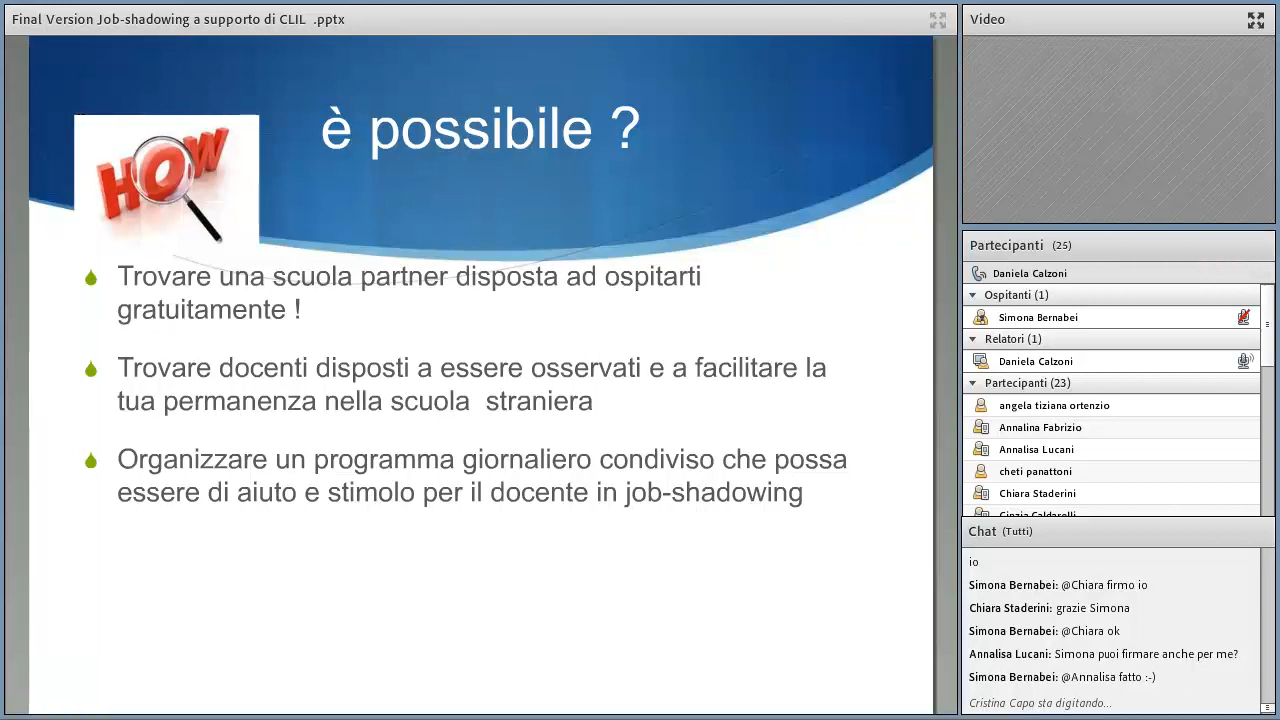 Final Version Job-shadowing a supporto di CLIL .pptx
HOW
è possibile ?
Trovare una scuola partner disposta ad ospitarti
gratuitamente !
Trovare docenti disposti a essere osservati e a facilitare la
tua permanenza nella scuola straniera
Organizzare un programma giornaliero condiviso che possa
essere di aiuto e stimolo per il docente in job-shadowing
Video
Partecipanti (25)
Daniela Calzoni
Ospitanti (1)
Simona Bernabei
Relatori (1)
Daniela Calzoni
Partecipanti (23)
angela tiziana ortenzio
Annalina Fabrizio
Annalisa Lucani
cheti panattoni
Chiara Staderini
Cinzia Caldarelli
Chat (Tutti)
io
Simona Bernabei: @Chiara firmo io
Chiara Staderini: grazie Simona
Simona Bernabei: @Chiara ok
Annalisa Lucani: Simona puoi firmare anche per me?
Simona Bernabei: @Annalisa fatto :-)
Cristina Capo sta digitando...